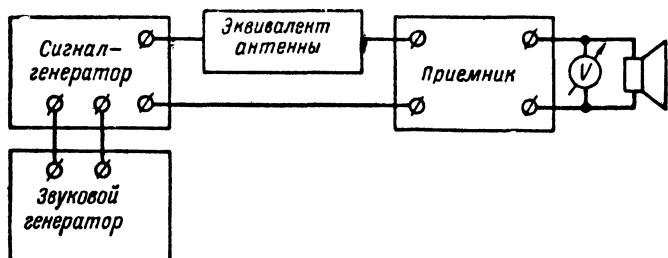 Сигнал-
генератор
Эквивалент
антенны
Приемник
V
Звуковой
генератор